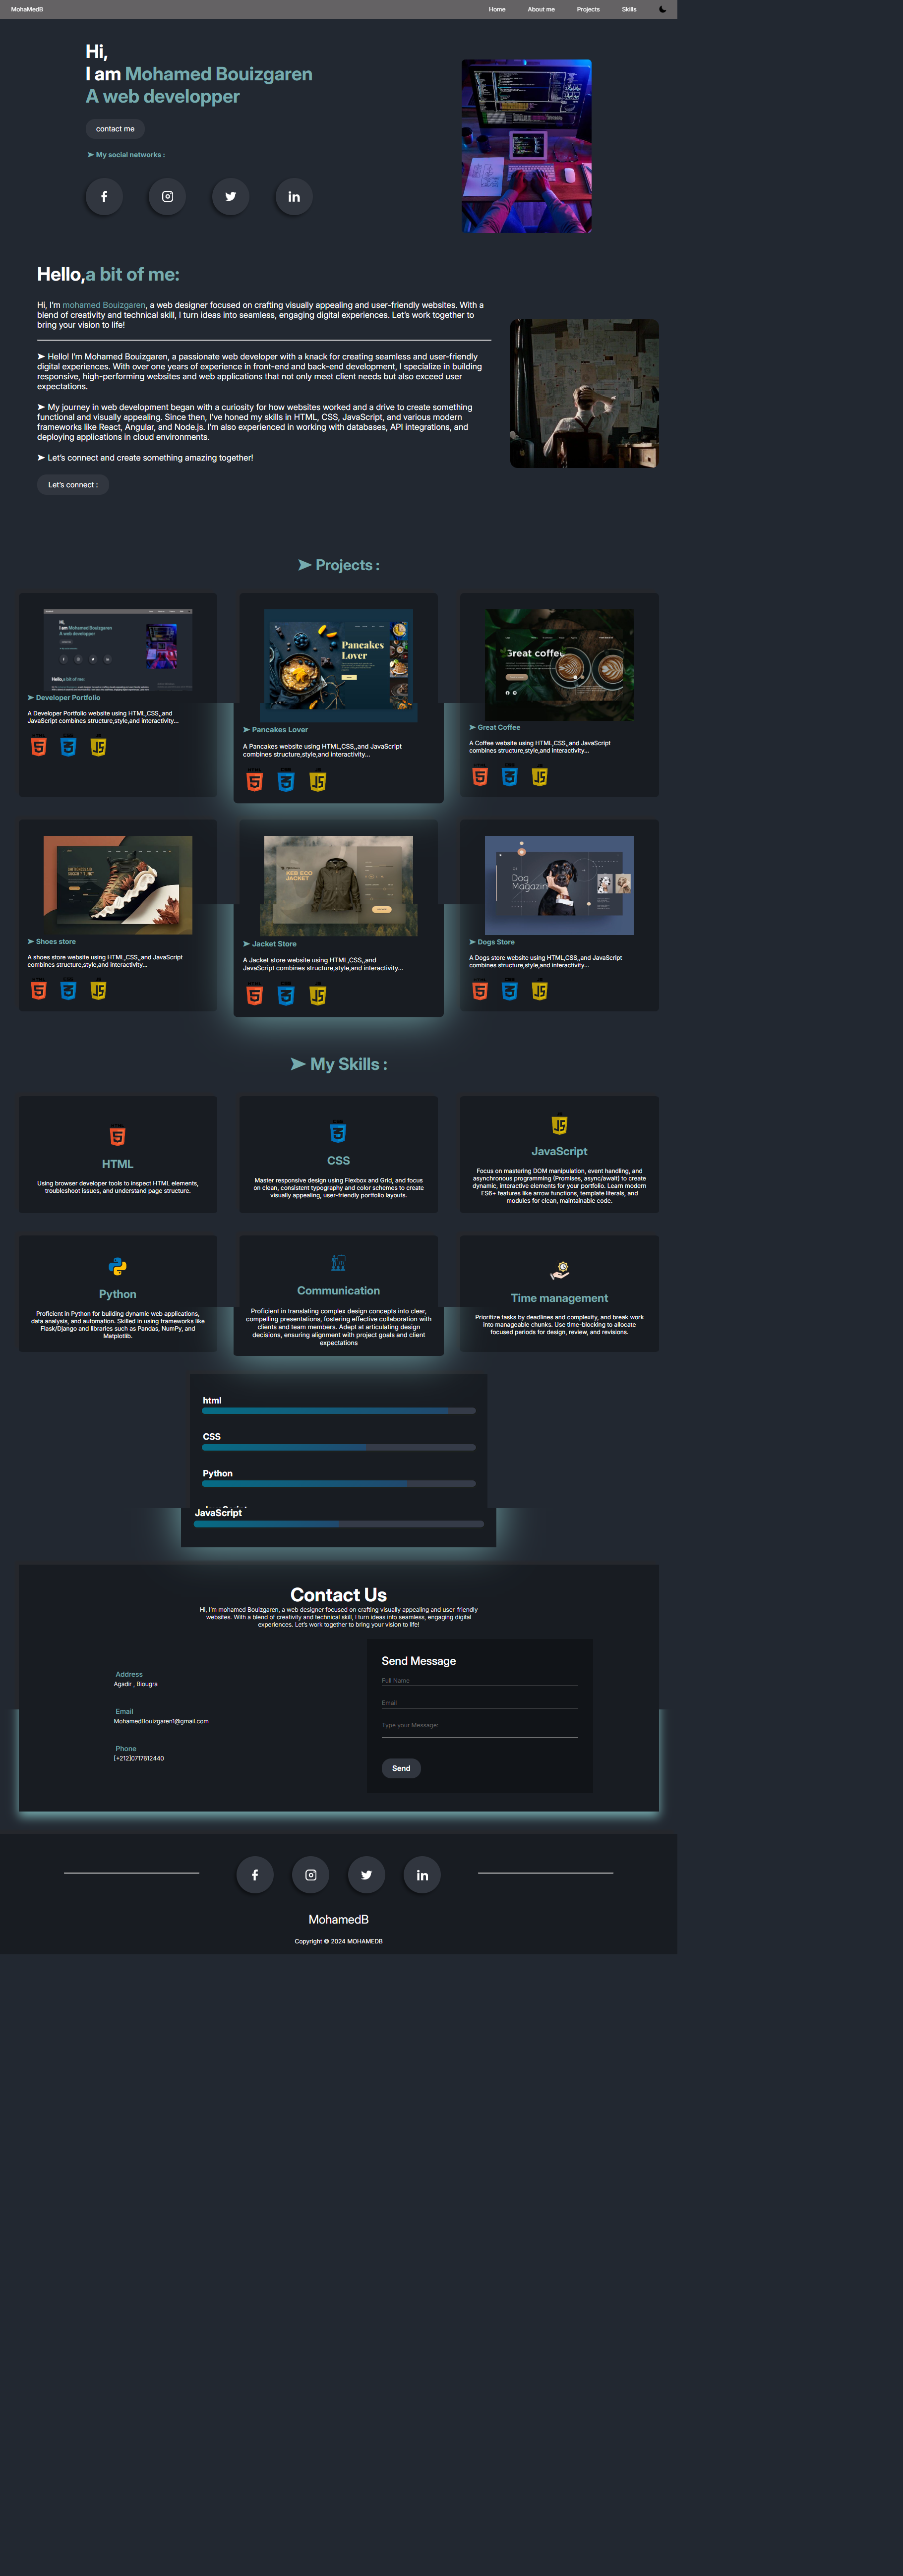 MohaMedB
Home
About me
Projects
Skills
Hi,
I am Mohamed Bouizgaren
A web developper
contact me
➤ My social networks :
Hello,a bit of me:
Hi, I'm mohamed Bouizgaren, a web designer focused on crafting visually appealing and user-friendly websites. With a
blend of creativity and technical skill, I turn ideas into seamless, engaging digital experiences. Let's work together to
bring your vision to life!
➤ Hello! I'm Mohamed Bouizgaren, a passionate web developer with a knack for creating seamless and user-friendly
digital experiences. With over one years of experience in front-end and back-end development, I specialize in building
responsive, high-performing websites and web applications that not only meet client needs but also exceed user
expectations.
➤ My journey in web development began with a curiosity for how websites worked and a drive to create something
functional and visually appealing. Since then, I've honed my skills in HTML, CSS, JavaScript, and various modern
frameworks like React, Angular, and Node.js. I'm also experienced in working with databases, API integrations, and
deploying applications in cloud environments.
➤ Let's connect and create something amazing together!
Let's connect :
➤ Projects :
Hi,
I am Mohamed Bouizgaren
A web developper
Hello,a bit of me:
➤ Developer Portfolio
A Developer Portfolio website using HTML,CSS,,and
JavaScript combines structure,style,and interactivity...
Pancakes
Lover
➤ Pancakes Lover
A Pancakes website using HTML,CSS,,and JavaScript
combines structure,style,and interactivity...
Great coffee
➤ Great Coffee
A Coffee website using HTML,CSS,,and JavaScript
combines structure,style,and interactivity...
➤ Shoes store
A shoes store website using HTML,CSS,,and JavaScript
combines structure,style,and interactivity...
KEB ECO
JACKET
➤ Jacket Store
A Jacket store website using HTML,CSS,,and
JavaScript combines structure,style,and interactivity...
Dog
Magazin
➤ Dogs Store
A Dogs store website using HTML,CSS,,and JavaScript
combines structure,style,and interactivity...
➤ My Skills :
HTML
Using browser developer tools to inspect HTML elements,
troubleshoot issues, and understand page structure.
CSS
Master responsive design using Flexbox and Grid, and focus
on clean, consistent typography and color schemes to create
visually appealing, user-friendly portfolio layouts.
JS
JavaScript
Focus on mastering DOM manipulation, event handling, and
asynchronous programming (Promises, async/await) to create
dynamic, interactive elements for your portfolio. Learn modern
ES6+ features like arrow functions, template literals, and
modules for clean, maintainable code.
Python
Proficient in Python for building dynamic web applications,
data analysis, and automation. Skilled in using frameworks like
Flask/Django and libraries such as Pandas, NumPy, and
Matplotlib.
Communication
Proficient in translating complex design concepts into clear,
compelling presentations, fostering effective collaboration with
clients and team members. Adept at articulating design
decisions, ensuring alignment with project goals and client
expectations
Time management
Prioritize tasks by deadlines and complexity, and break work
into manageable chunks. Use time-blocking to allocate
focused periods for design, review, and revisions.
html
CSS
Python
JavaScript
Contact Us
Hi, I'm mohamed Bouizgaren, a web designer focused on crafting visually appealing and user-friendly
websites. With a blend of creativity and technical skill, I turn ideas into seamless, engaging digital
experiences. Let's work together to bring your vision to life!
Address
Agadir , Biougra
Email
MohamedBouizgaren1@gmail.com
Phone
[+212]0717612440
Send Message
Full Name
Email
Type your Message:
Send
MohamedB
Copyright © 2024 MOHAMEDB